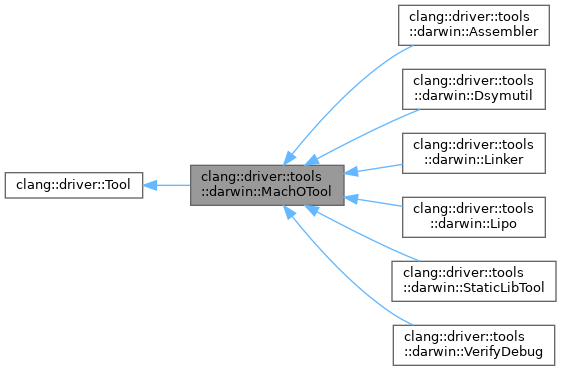 clang::driver::tools
::darwin::Assembler
clang::driver::tools
::darwin::Dsymutil
clang::driver::tools
::darwin::Linker
clang::driver::Tool
clang::driver::tools
::darwin::MachOTool
clang::driver::tools
::darwin::Lipo
clang::driver::tools
::darwin::StaticLibTool
clang::driver::tools
::darwin::VerifyDebug